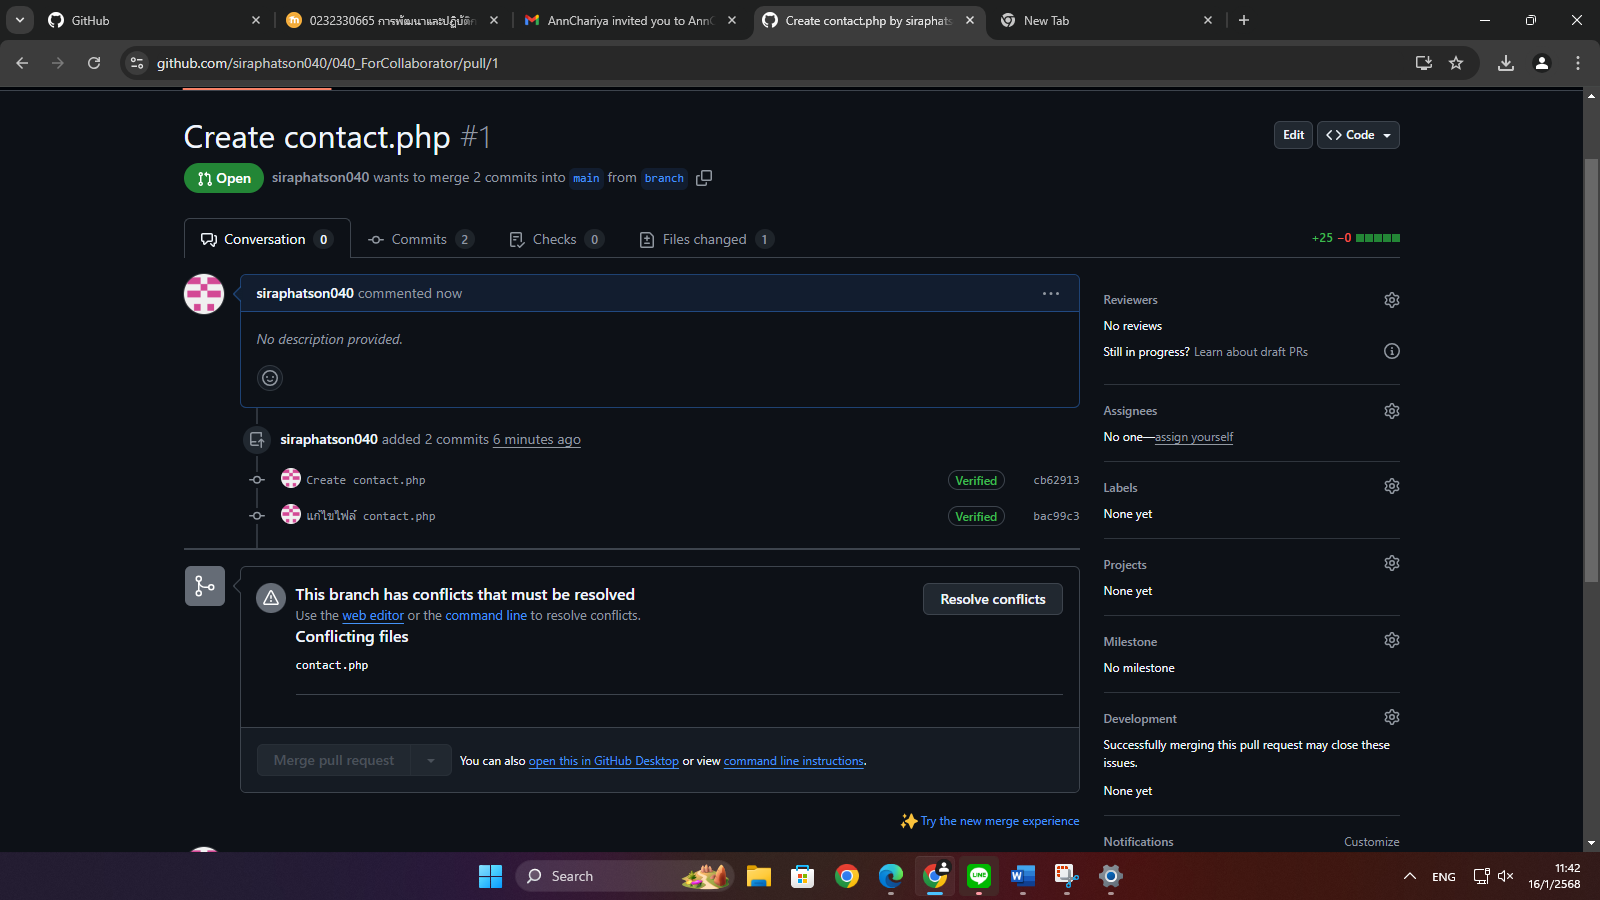 GitHub
0232330665 การพัฒนาและปฏิบัติก
AnnChariya invited you to AnnC
Create contact.php by siraphats
New Tab
github.com/siraphatson040/040_ForCollaborator/pull/1
Create contact.php #1
Edit
<> Code
Open
siraphatson040 wants to merge 2 commits into main from branch
Conversation 0
Commits 2
Checks 0
Files changed 1
+25 −0
siraphatson040 commented now
No description provided.
siraphatson040 added 2 commits 6 minutes ago
Create contact.php
Verified
cb62913
แก้ไขไฟล์ contact.php
Verified
bac99c3
This branch has conflicts that must be resolved
Use the web editor or the command line to resolve conflicts.
Resolve conflicts
Conflicting files
contact.php
Merge pull request
You can also open this in GitHub Desktop or view command line instructions.
Try the new merge experience
Reviewers
No reviews
Still in progress? Learn about draft PRs
Assignees
No one—assign yourself
Labels
None yet
Projects
None yet
Milestone
No milestone
Development
Successfully merging this pull request may close these
issues.
None yet
Notifications
Customize
Search
LINE
W
ENG
11:42
16/1/2568